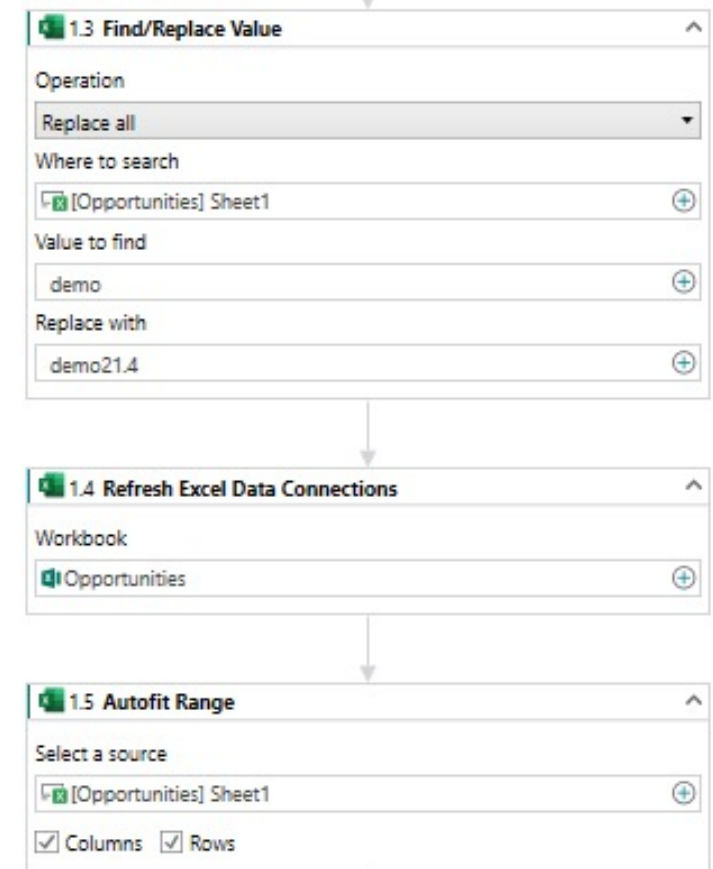 1.3 Find/Replace Value
Operation
Replace all
Where to search
[Opportunities] Sheet1
Value to find
demo
Replace with
demo21.4
1.4 Refresh Excel Data Connections
Workbook
Opportunities
1.5 Autofit Range
Select a source
[Opportunities] Sheet1
Columns Rows